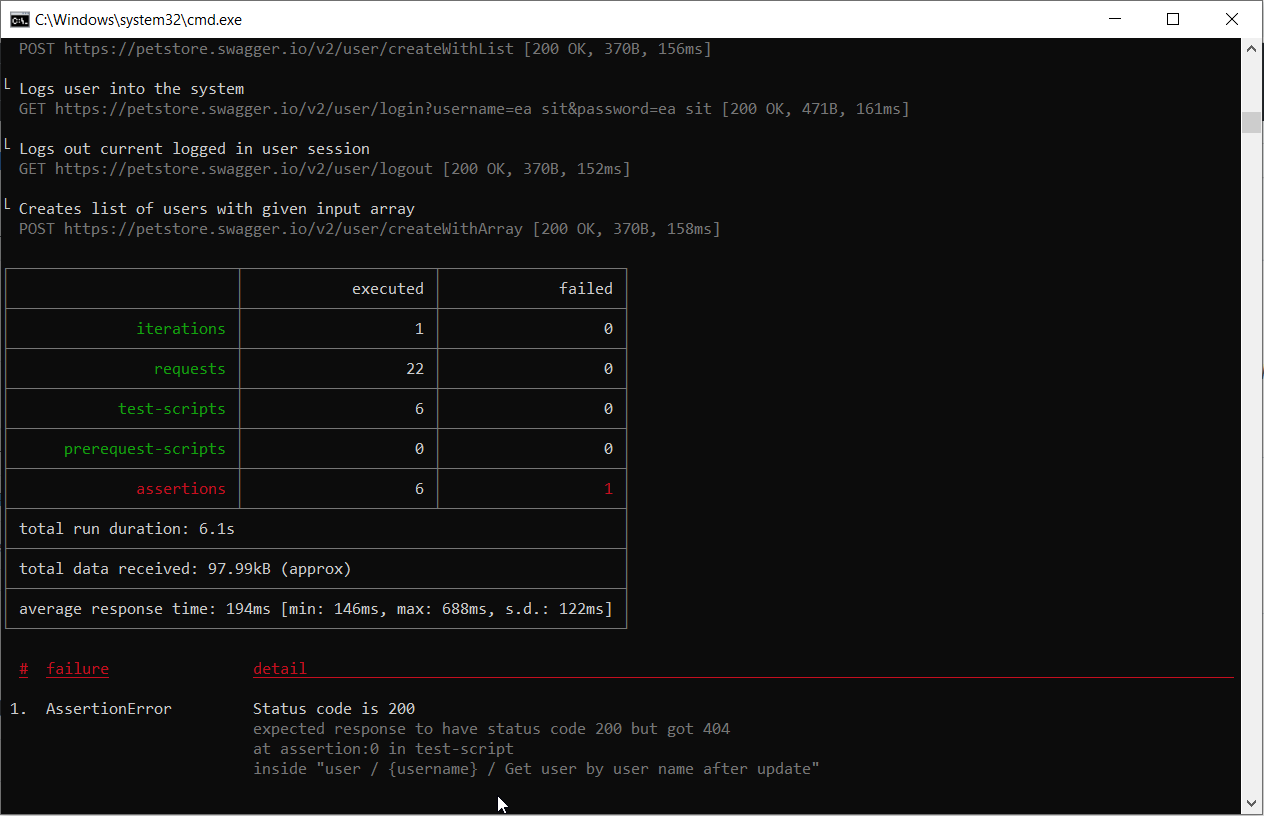 C:\Windows\system32\cmd.exe
POST https://petstore.swagger.io/v2/user/createWithList [200 OK, 370B, 156ms]
└ Logs user into the system
GET https://petstore.swagger.io/v2/user/login?username=ea sit&password=ea sit [200 OK, 471B, 161ms]
└ Logs out current logged in user session
GET https://petstore.swagger.io/v2/user/logout [200 OK, 370B, 152ms]
└ Creates list of users with given input array
POST https://petstore.swagger.io/v2/user/createWithArray [200 OK, 370B, 158ms]
executed failed
iterations 1 0
requests 22 0
test-scripts 6 0
prerequest-scripts 0 0
assertions 6 1
total run duration: 6.1s
total data received: 97.99kB (approx)
average response time: 194ms [min: 146ms, max: 688ms, s.d.: 122ms]
# failure detail
1. AssertionError Status code is 200
expected response to have status code 200 but got 404
at assertion:0 in test-script
inside "user / {username} / Get user by user name after update"